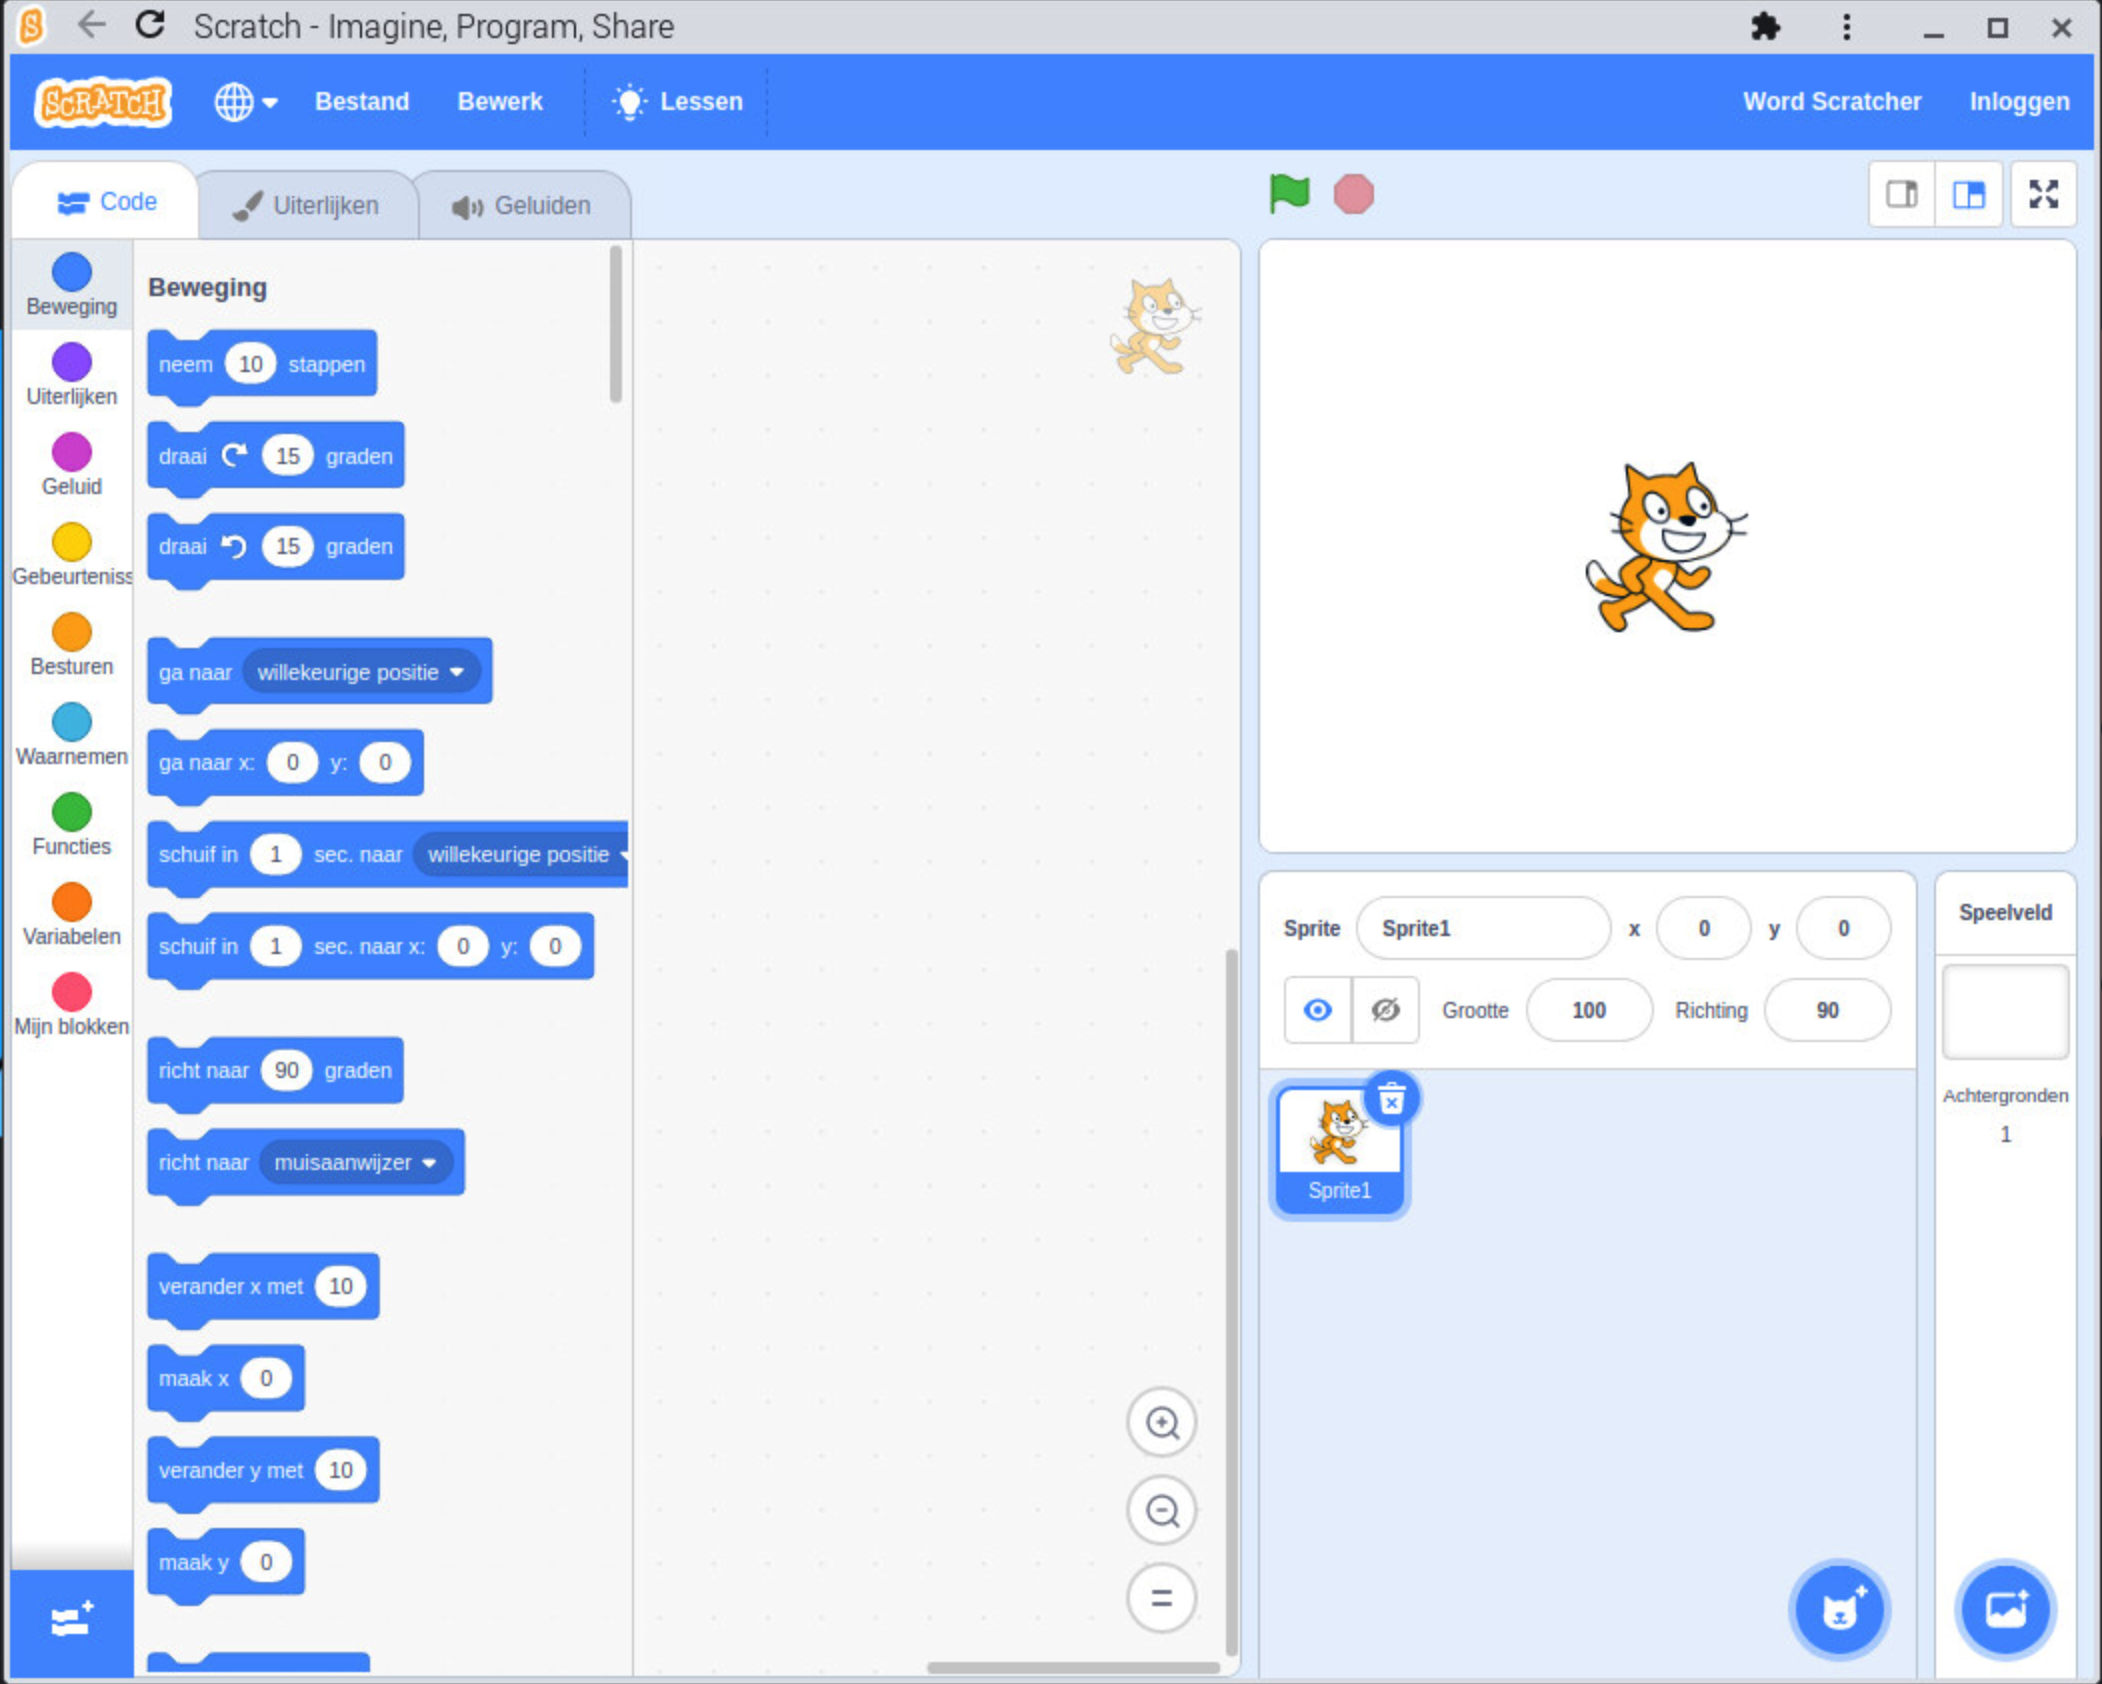 Scratch - Imagine, Program, Share
SCRATCH
Bestand
Bewerk
Lessen
Word Scratcher
Inloggen
Code
Uiterlijken
Geluiden
Beweging
Uiterlijken
Geluid
Gebeurteniss
Besturen
Waarnemen
Functies
Variabelen
Mijn blokken
Beweging
neem 10 stappen
draai 15 graden
draai 15 graden
ga naar willekeurige positie
ga naar x: 0 y: 0
schuif in 1 sec. naar willekeurige positie
schuif in 1 sec. naar x: 0 y: 0
richt naar 90 graden
richt naar muisaanwijzer
verander x met 10
maak x 0
verander y met 10
maak y 0
Sprite Sprite1 x 0 y 0
Grootte 100 Richting 90
Sprite1
Speelveld
Achtergronden
1